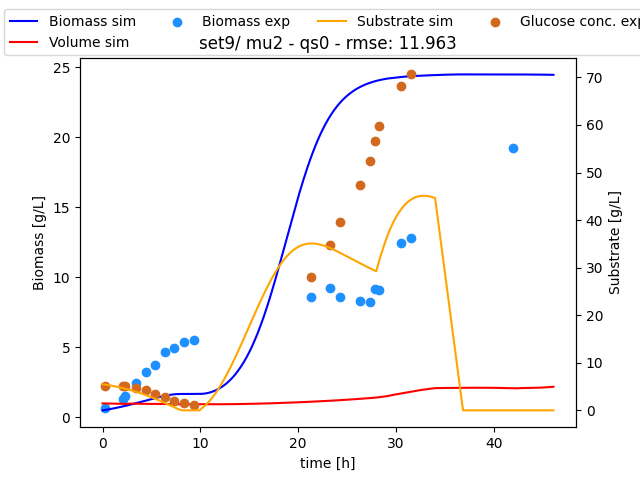 Biomass sim Biomass exp Substrate sim Glucose conc. exp
Volume sim
set9/ mu2 - qs0 - rmse: 11.963
25
20
15
10
5
0
Biomass [g/L]
70
60
50
40
30
20
10
0
Substrate [g/L]
0 10 20 30 40
time [h]